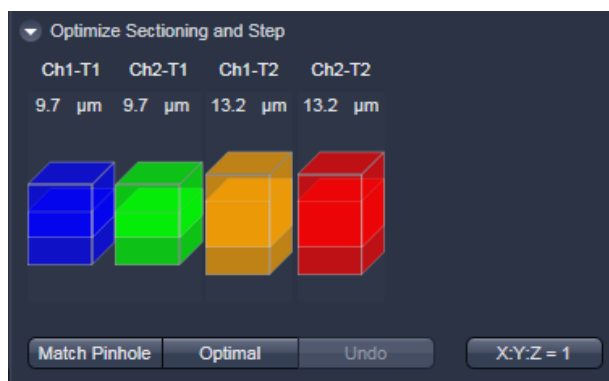 Optimize Sectioning and Step
Ch1-T1 Ch2-T1 Ch1-T2 Ch2-T2
9.7 µm 9.7 µm 13.2 µm 13.2 µm
Match Pinhole Optimal Undo X:Y:Z = 1